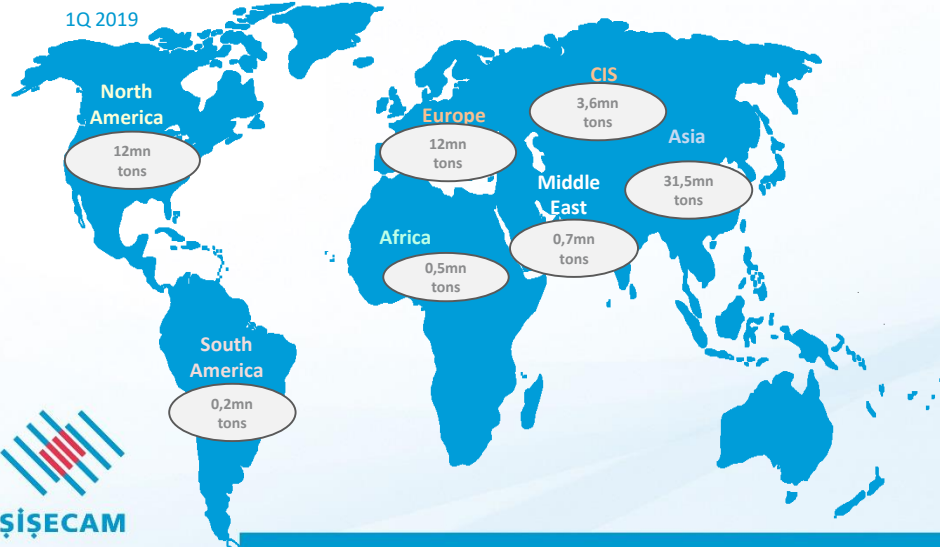 1Q 2019
North
America
12mn
tons
Europe
12mn
tons
CIS
3,6mn
tons
Asia
31,5mn
tons
Middle
East
0,7mn
tons
Africa
0,5mn
tons
South
America
0,2mn
tons
ŞİŞECAM